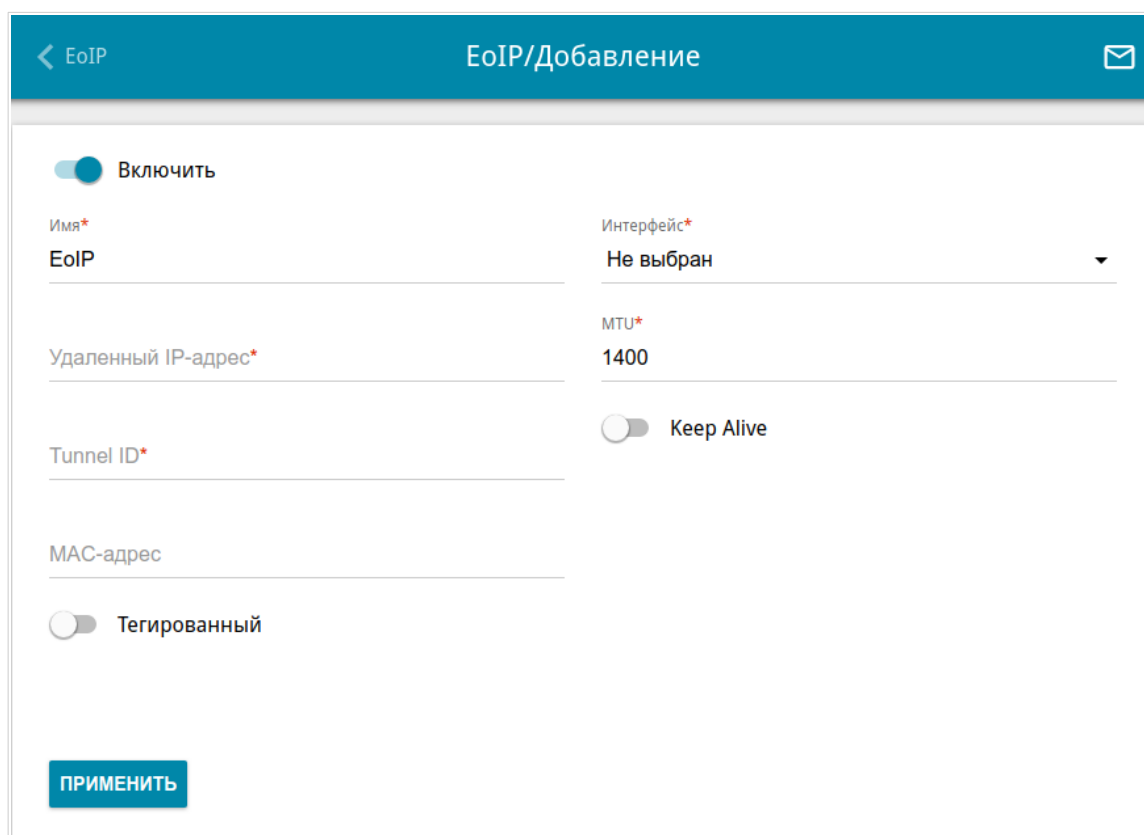 EoIP
EoIP/Добавление
Включить
Имя*
EoIP
Интерфейс*
Не выбран
Удаленный IP-адрес*
MTU*
1400
Tunnel ID*
Keep Alive
MAC-адрес
Тегированный
ПРИМЕНИТЬ